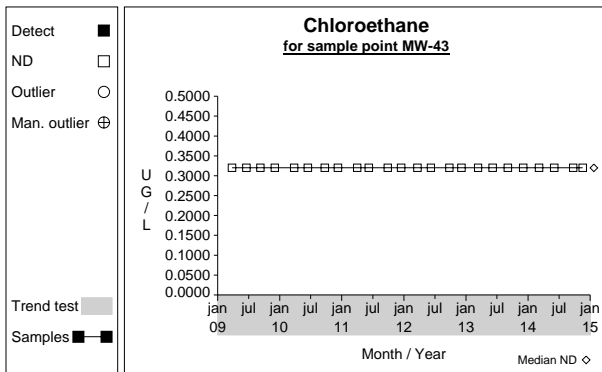 Detect
ND
Outlier
Man. outlier
Trend test
Samples
Chloroethane
for sample point MW-43
UG/L
0.5000
0.4500
0.4000
0.3500
0.3000
0.2500
0.2000
0.1500
0.1000
0.0500
0.0000
jan jul jan jul jan jul jan jul jan jul jan jul jan
09 10 11 12 13 14 15
Month / Year
Median ND